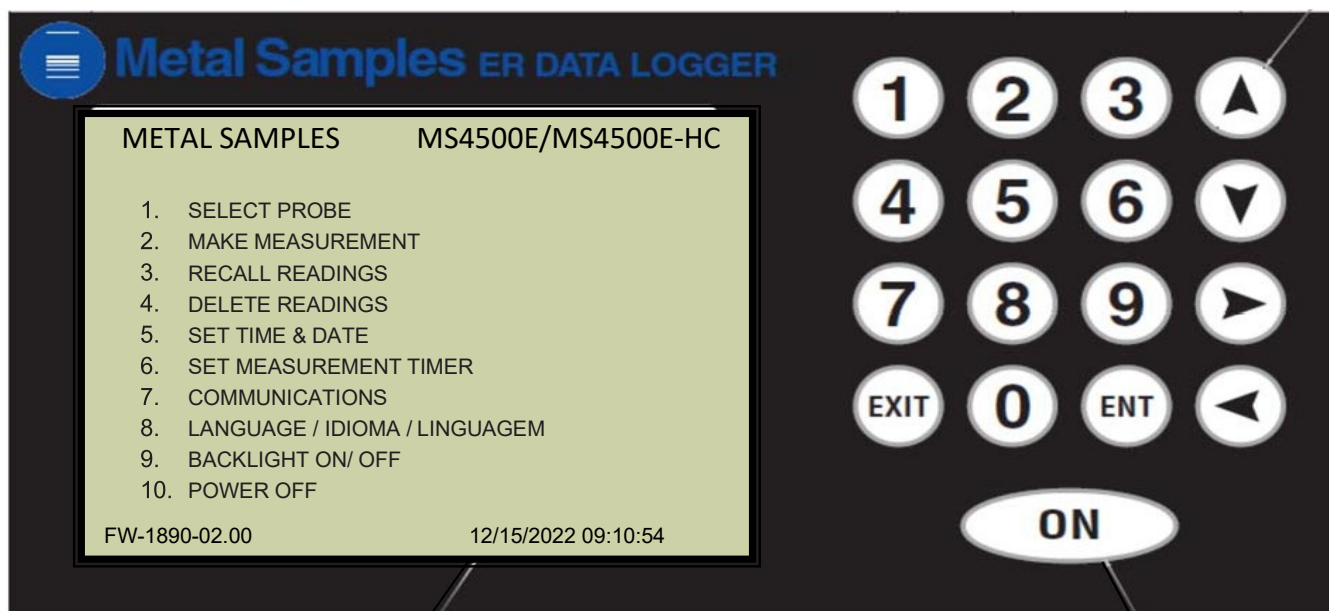 Metal Samples ER DATA LOGGER
METAL SAMPLES MS4500E/MS4500E-HC
1. SELECT PROBE
2. MAKE MEASUREMENT
3. RECALL READINGS
4. DELETE READINGS
5. SET TIME & DATE
6. SET MEASUREMENT TIMER
7. COMMUNICATIONS
8. LANGUAGE / IDIOMA / LINGUAGEM
9. BACKLIGHT ON/ OFF
10. POWER OFF
FW-1890-02.00 12/15/2022 09:10:54
1 2 3
4 5 6
7 8 9
EXIT 0 ENT
ON